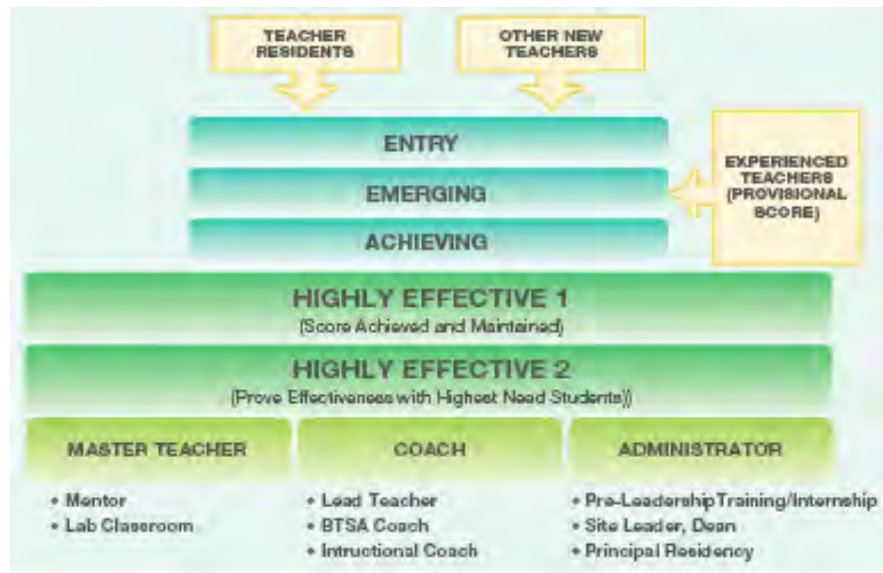 TEACHER
RESIDENTS
OTHER NEW
TEACHERS
ENTRY
EMERGING
ACHIEVING
EXPERIENCED
TEACHERS
(PROVISIONAL
SCORE)
HIGHLY EFFECTIVE 1
(Score Achieved and Maintained)
HIGHLY EFFECTIVE 2
(Prove Effectiveness with Highest Need Students))
MASTER TEACHER
• Mentor
• Lab Classroom
COACH
• Lead Teacher
• BTSA Coach
• Intructional Coach
ADMINISTRATOR
• Pre-Leadership Training/Internship
• Site Leader, Dean
• Principal Residency